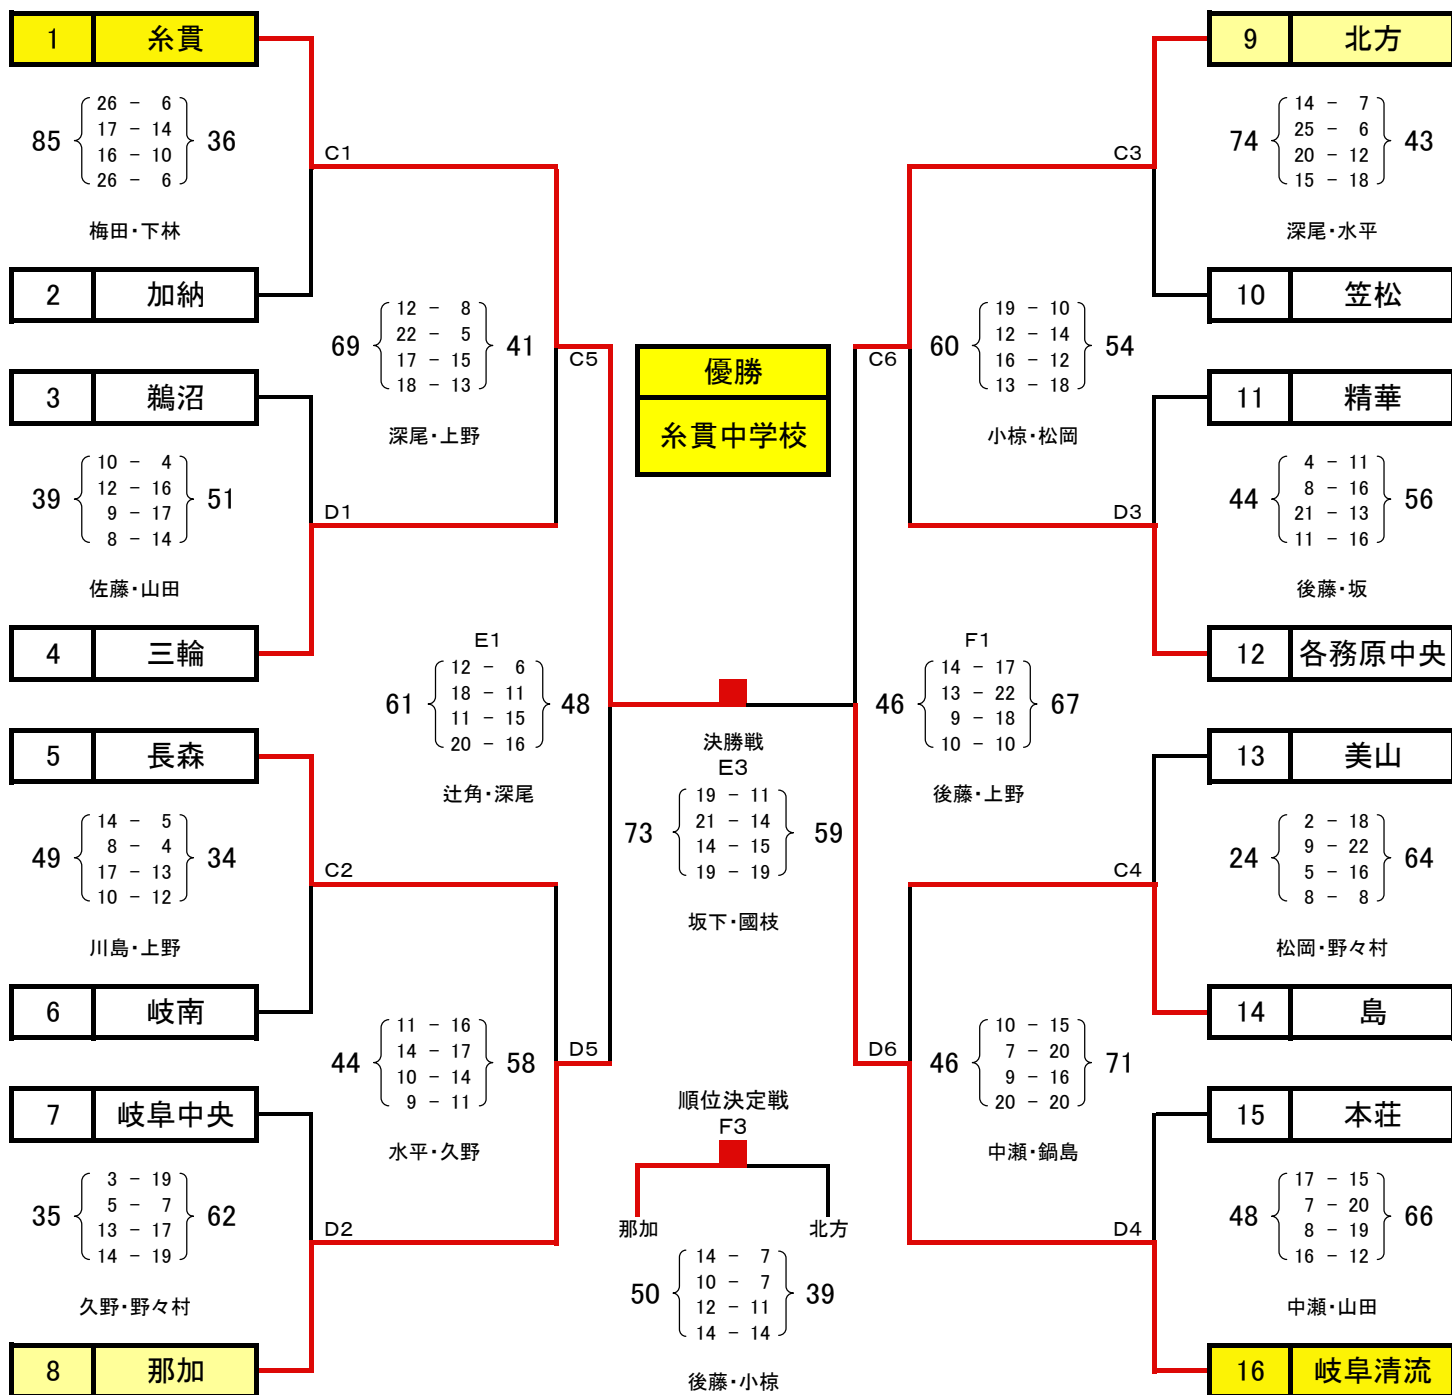 1 糸貫
85 36
26 - 6
17 - 14
16 - 10
26 - 6
C1
梅田・下林
2 加納
69 41
12 - 8
22 - 5
17 - 15
18 - 13
C5
深尾・上野
3 鵜沼
39 51
10 - 4
12 - 16
9 - 17
8 - 14
D1
佐藤・山田
4 三輪
E1
61 48
12 - 6
18 - 11
11 - 15
20 - 16
辻角・深尾
5 長森
49 34
14 - 5
8 - 4
17 - 13
10 - 12
C2
川島・上野
6 岐南
44 58
11 - 16
14 - 17
10 - 14
9 - 11
D5
水平・久野
7 岐阜中央
35 62
3 - 19
5 - 7
13 - 17
14 - 19
D2
久野・野々村
8 那加
優勝
糸貫中学校
決勝戦
E3
73 59
19 - 11
21 - 14
14 - 15
19 - 19
坂下・國枝
順位決定戦
F3
那加 北方
50 39
14 - 7
10 - 7
12 - 11
14 - 14
後藤・小椋
9 北方
74 43
14 - 7
25 - 6
20 - 12
15 - 18
C3
深尾・水平
10 笠松
60 54
19 - 10
12 - 14
16 - 12
13 - 18
C6
小椋・松岡
11 精華
44 56
4 - 11
8 - 16
21 - 13
11 - 16
D3
後藤・坂
12 各務原中央
F1
46 67
14 - 17
13 - 22
9 - 18
10 - 10
後藤・上野
13 美山
24 64
2 - 18
9 - 22
5 - 16
8 - 8
C4
松岡・野々村
14 島
46 71
10 - 15
7 - 20
9 - 16
20 - 20
D6
中瀬・鍋島
15 本荘
48 66
17 - 15
7 - 20
8 - 19
16 - 12
D4
中瀬・山田
16 岐阜清流